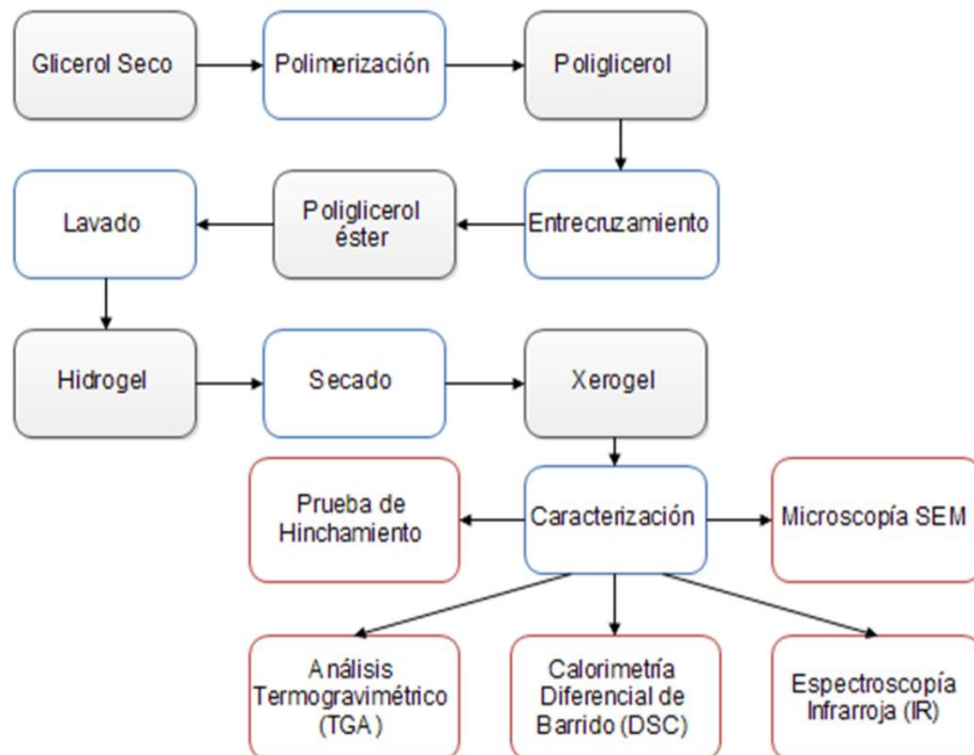 Glicerol Seco
Polimerización
Poliglicerol
Entrecruzamiento
Poliglicerol
éster
Lavado
Hidrogel
Secado
Xerogel
Caracterización
Prueba de
Hinchamiento
Microscopía SEM
Análisis
Termogravimétrico
(TGA)
Calorimetría
Diferencial de
Barrido (DSC)
Espectroscopía
Infrarroja (IR)